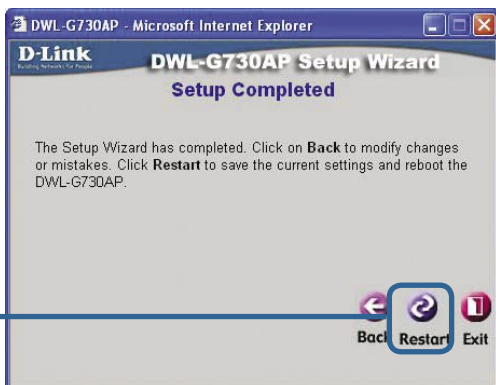 DWL-G730AP - Microsoft Internet Explorer
D-Link
Building Networks for People
DWL-G730AP Setup Wizard
Setup Completed
The Setup Wizard has completed. Click on Back to modify changes
or mistakes. Click Restart to save the current settings and reboot the
DWL-G730AP.
Back Restart Exit